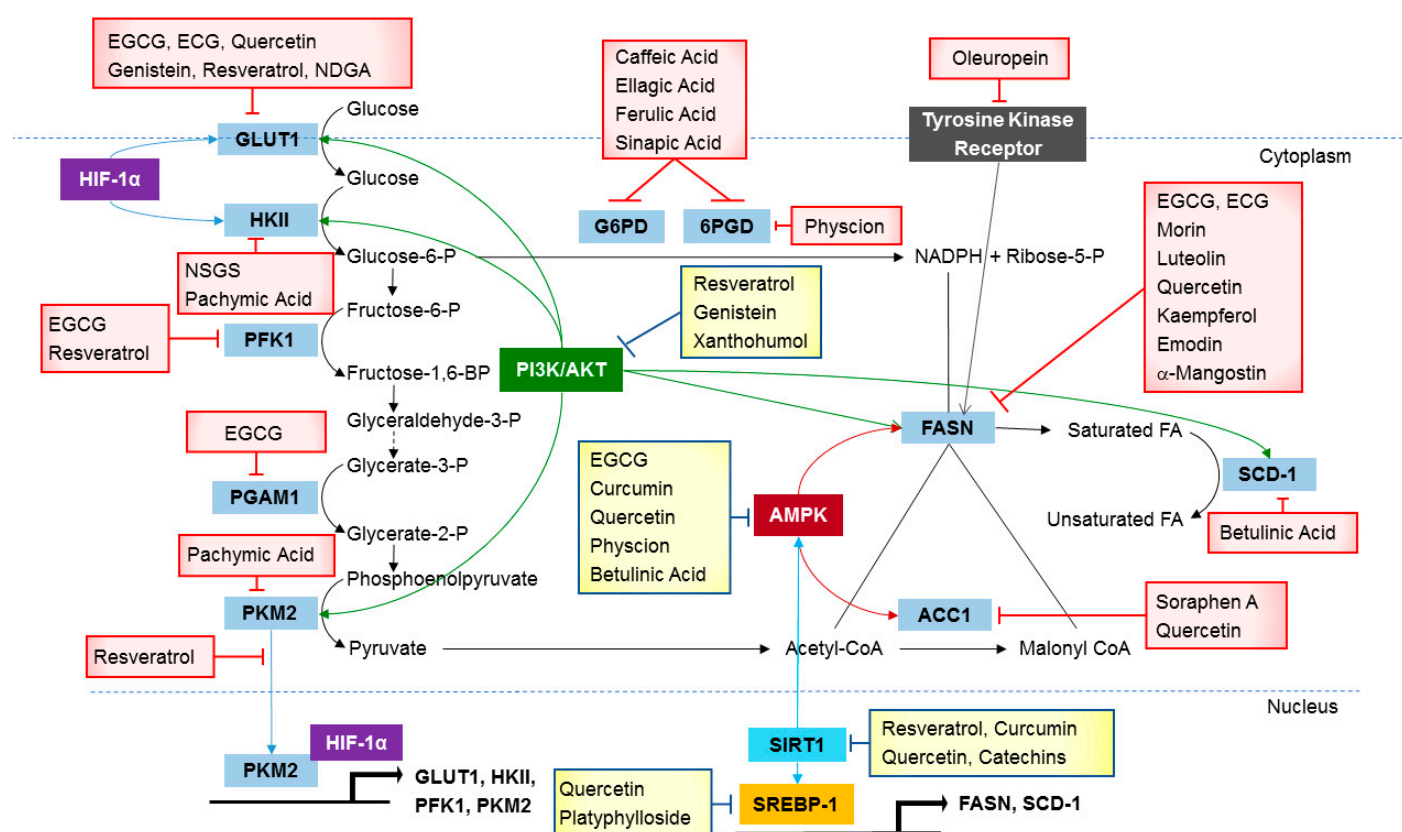 EGCG, ECG, Quercetin
Genistein, Resveratrol, NDGA
Caffeic Acid
Ellagic Acid
Ferulic Acid
Sinapic Acid
Oleuropein
Glucose
GLUT1
Tyrosine Kinase
Receptor
Cytoplasm
HIF-1α
Glucose
HKII
G6PD
6PGD
Physcion
EGCG, ECG
Morin
Luteolin
Quercetin
Kaempferol
Emodin
α-Mangostin
Glucose-6-P
NADPH + Ribose-5-P
NSGS
Pachymic Acid
Resveratrol
Genistein
Xanthohumol
Fructose-6-P
EGCG
Resveratrol
PFK1
PI3K/AKT
Fructose-1,6-BP
Glyceraldehyde-3-P
FASN
Saturated FA
EGCG
Glycerate-3-P
PGAM1
SCD-1
EGCG
Curcumin
Quercetin
Physcion
Betulinic Acid
AMPK
Unsaturated FA
Betulinic Acid
Glycerate-2-P
Pachymic Acid
Phosphoenolpyruvate
PKM2
ACC1
Soraphen A
Quercetin
Resveratrol
Pyruvate
Acetyl-CoA
Malonyl CoA
Nucleus
HIF-1α
PKM2
GLUT1, HKII,
PFK1, PKM2
SIRT1
Resveratrol, Curcumin
Quercetin, Catechins
Quercetin
Platyphylloside
SREBP-1
FASN, SCD-1